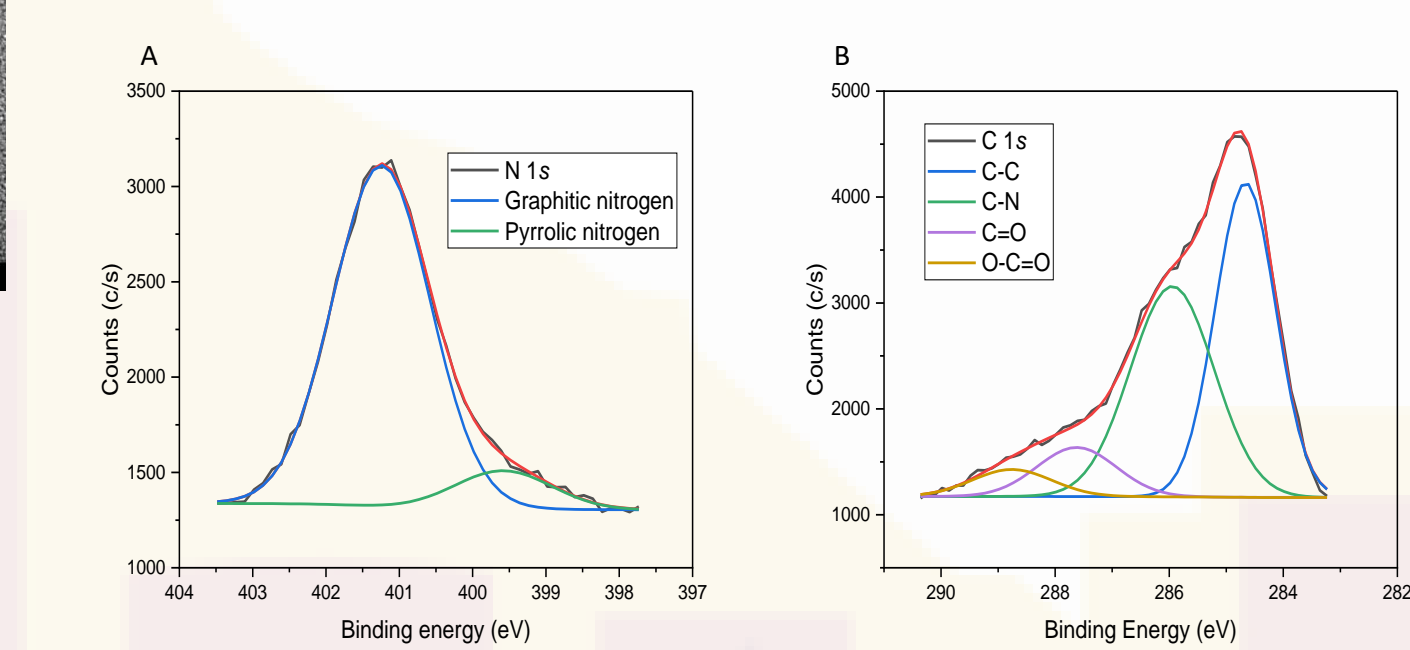 A
3500
3000
2500
2000
1500
1000
404 403 402 401 400 399 398 397
Counts (c/s)
Binding energy (eV)
N 1s
Graphitic nitrogen
Pyrrolic nitrogen
B
5000
4000
3000
2000
1000
290 288 286 284 282
Counts (c/s)
Binding Energy (eV)
C 1s
C-C
C-N
C=O
O-C=O